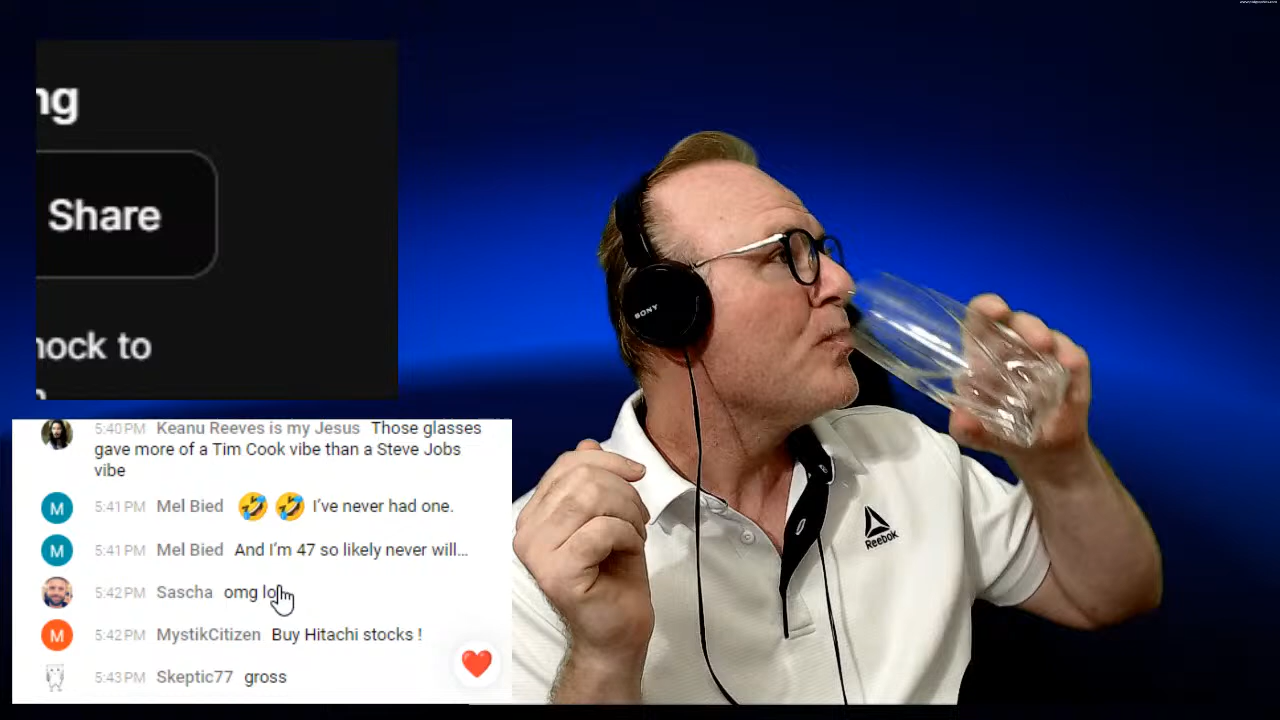 ng
Share
nock to
5:40 PM Keanu Reeves is my Jesus Those glasses
gave more of a Tim Cook vibe than a Steve Jobs
vibe
M 5:41 PM Mel Bied 🤣 🤣 I've never had one.
M 5:41 PM Mel Bied And I'm 47 so likely never will...
5:42 PM Sascha omg lo
M 5:42 PM MystikCitizen Buy Hitachi stocks !
5:43 PM Skeptic77 gross
SONY
Reebok